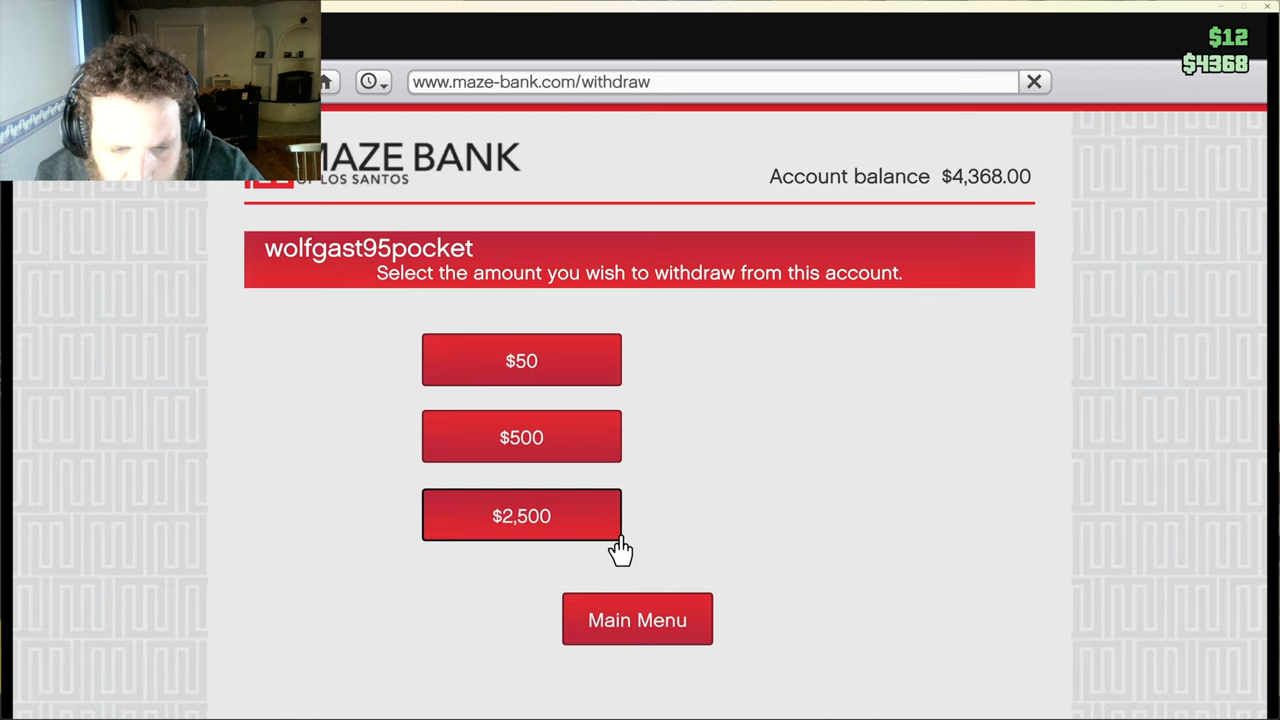 $12
$4368
www.maze-bank.com/withdraw
MAZE BANK
OF LOS SANTOS
Account balance $4,368.00
wolfgast95pocket
Select the amount you wish to withdraw from this account.
$50
$500
$2,500
Main Menu